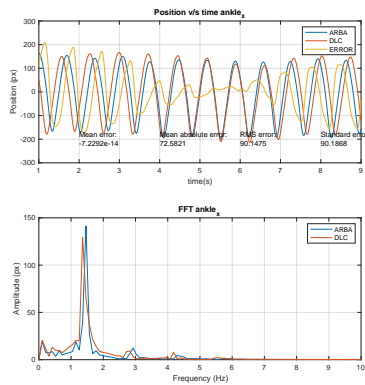 Position v/s time ankle_x
300
200
100
0
-100
-200
-300
Position (px)
ARBA
DLC
ERROR
Mean error: Mean absolute error: RMS error: Standard erro
-7.2292e-14 72.5821 90.1475 90.1868
1 2 3 4 5 6 7 8 9
time(s)
FFT ankle_x
150
100
50
0
Amplitude (px)
ARBA
DLC
0 1 2 3 4 5 6 7 8 9 10
Frequency (Hz)